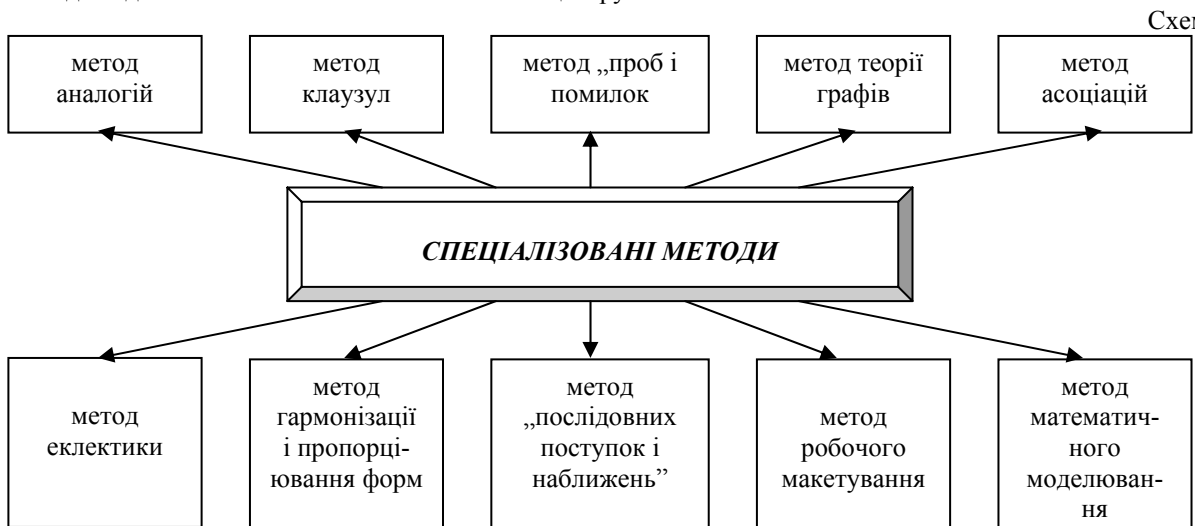 Схем
метод
аналогій
метод
клаузул
метод „проб і
помилок
метод теорії
графів
метод
асоціацій
СПЕЦІАЛІЗОВАНІ МЕТОДИ
метод
еклектики
метод
гармонізації
і пропорці-
ювання форм
метод
„послідовних
поступок і
наближень”
метод
робочого
макетування
метод
математич-
ного
моделюван-
ня